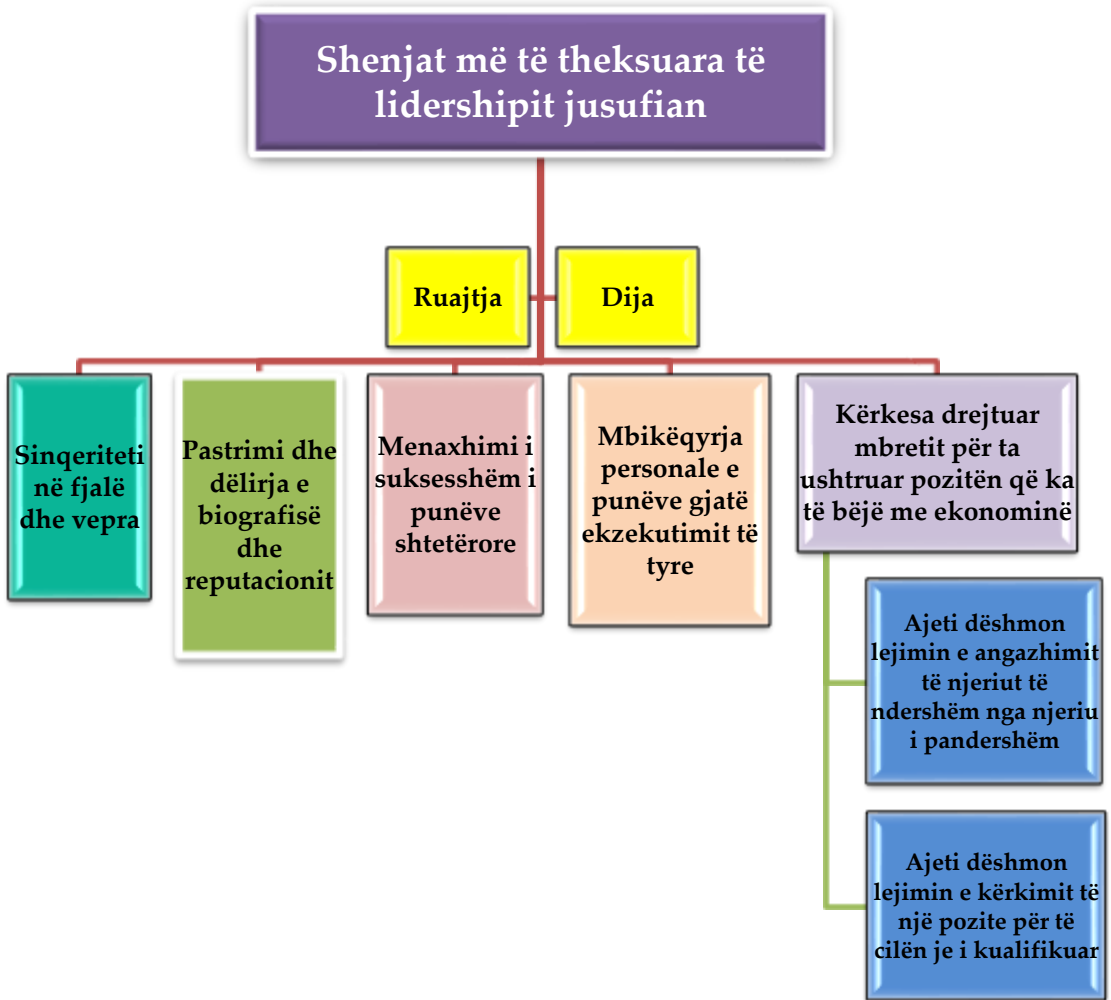 Shenjat më të theksuara të
lidershipit jusufian
Ruajtja
Dija
Sinqeriteti
në fjalë
dhe vepra
Pastrimi dhe
dëlirja e
biografisë
dhe
reputacionit
Menaxhimi i
suksesshëm i
punëve
shtetërore
Mbikëqyrja
personale e
punëve gjatë
ekzekutimit të
tyre
Kërkesa drejtuar
mbretit për ta
ushtruar pozitën që ka
të bëjë me ekonominë
Ajeti dëshmon
lejimin e angazhimit
të njeriut të
ndershëm nga njeriu
i pandershëm
Ajeti dëshmon
lejimin e kërkimit të
një pozite për të
cilën je i kualifikuar